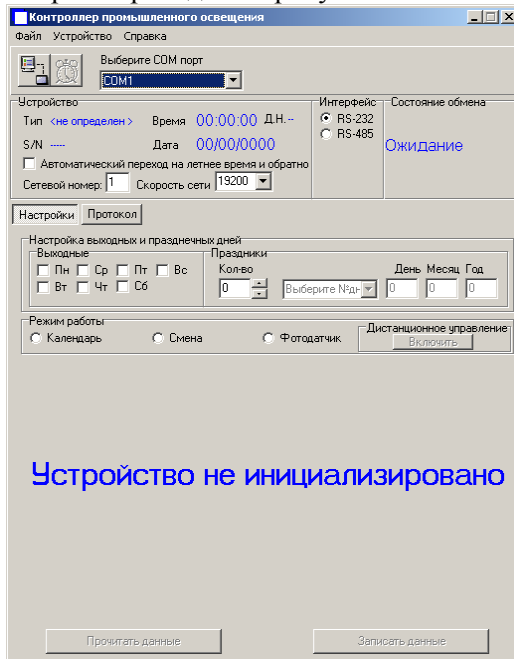 Контроллер промышленного освещения
Файл Устройство Справка
Выберите COM порт
COM1
Устройство
Интерфейс
Состояние обмена
Тип <не определен> Время 00:00:00 Д.Н. --
RS-232
RS-485
S/N ----- Дата 00/00/0000
Ожидание
Автоматический переход на летнее время и обратно
Сетевой номер: 1 Скорость сети 19200
Настройки Протокол
Настройка выходных и праздничных дней
Выходные
Праздники
Пн Ср Пт Вс
Вт Чт Сб
Кол-во
День Месяц Год
0 Выберите №дн 0 0 0
Режим работы
Дистанционное управление
Календарь Смена Фотодатчик
Включить
Устройство не инициализировано
Прочитать данные Записать данные